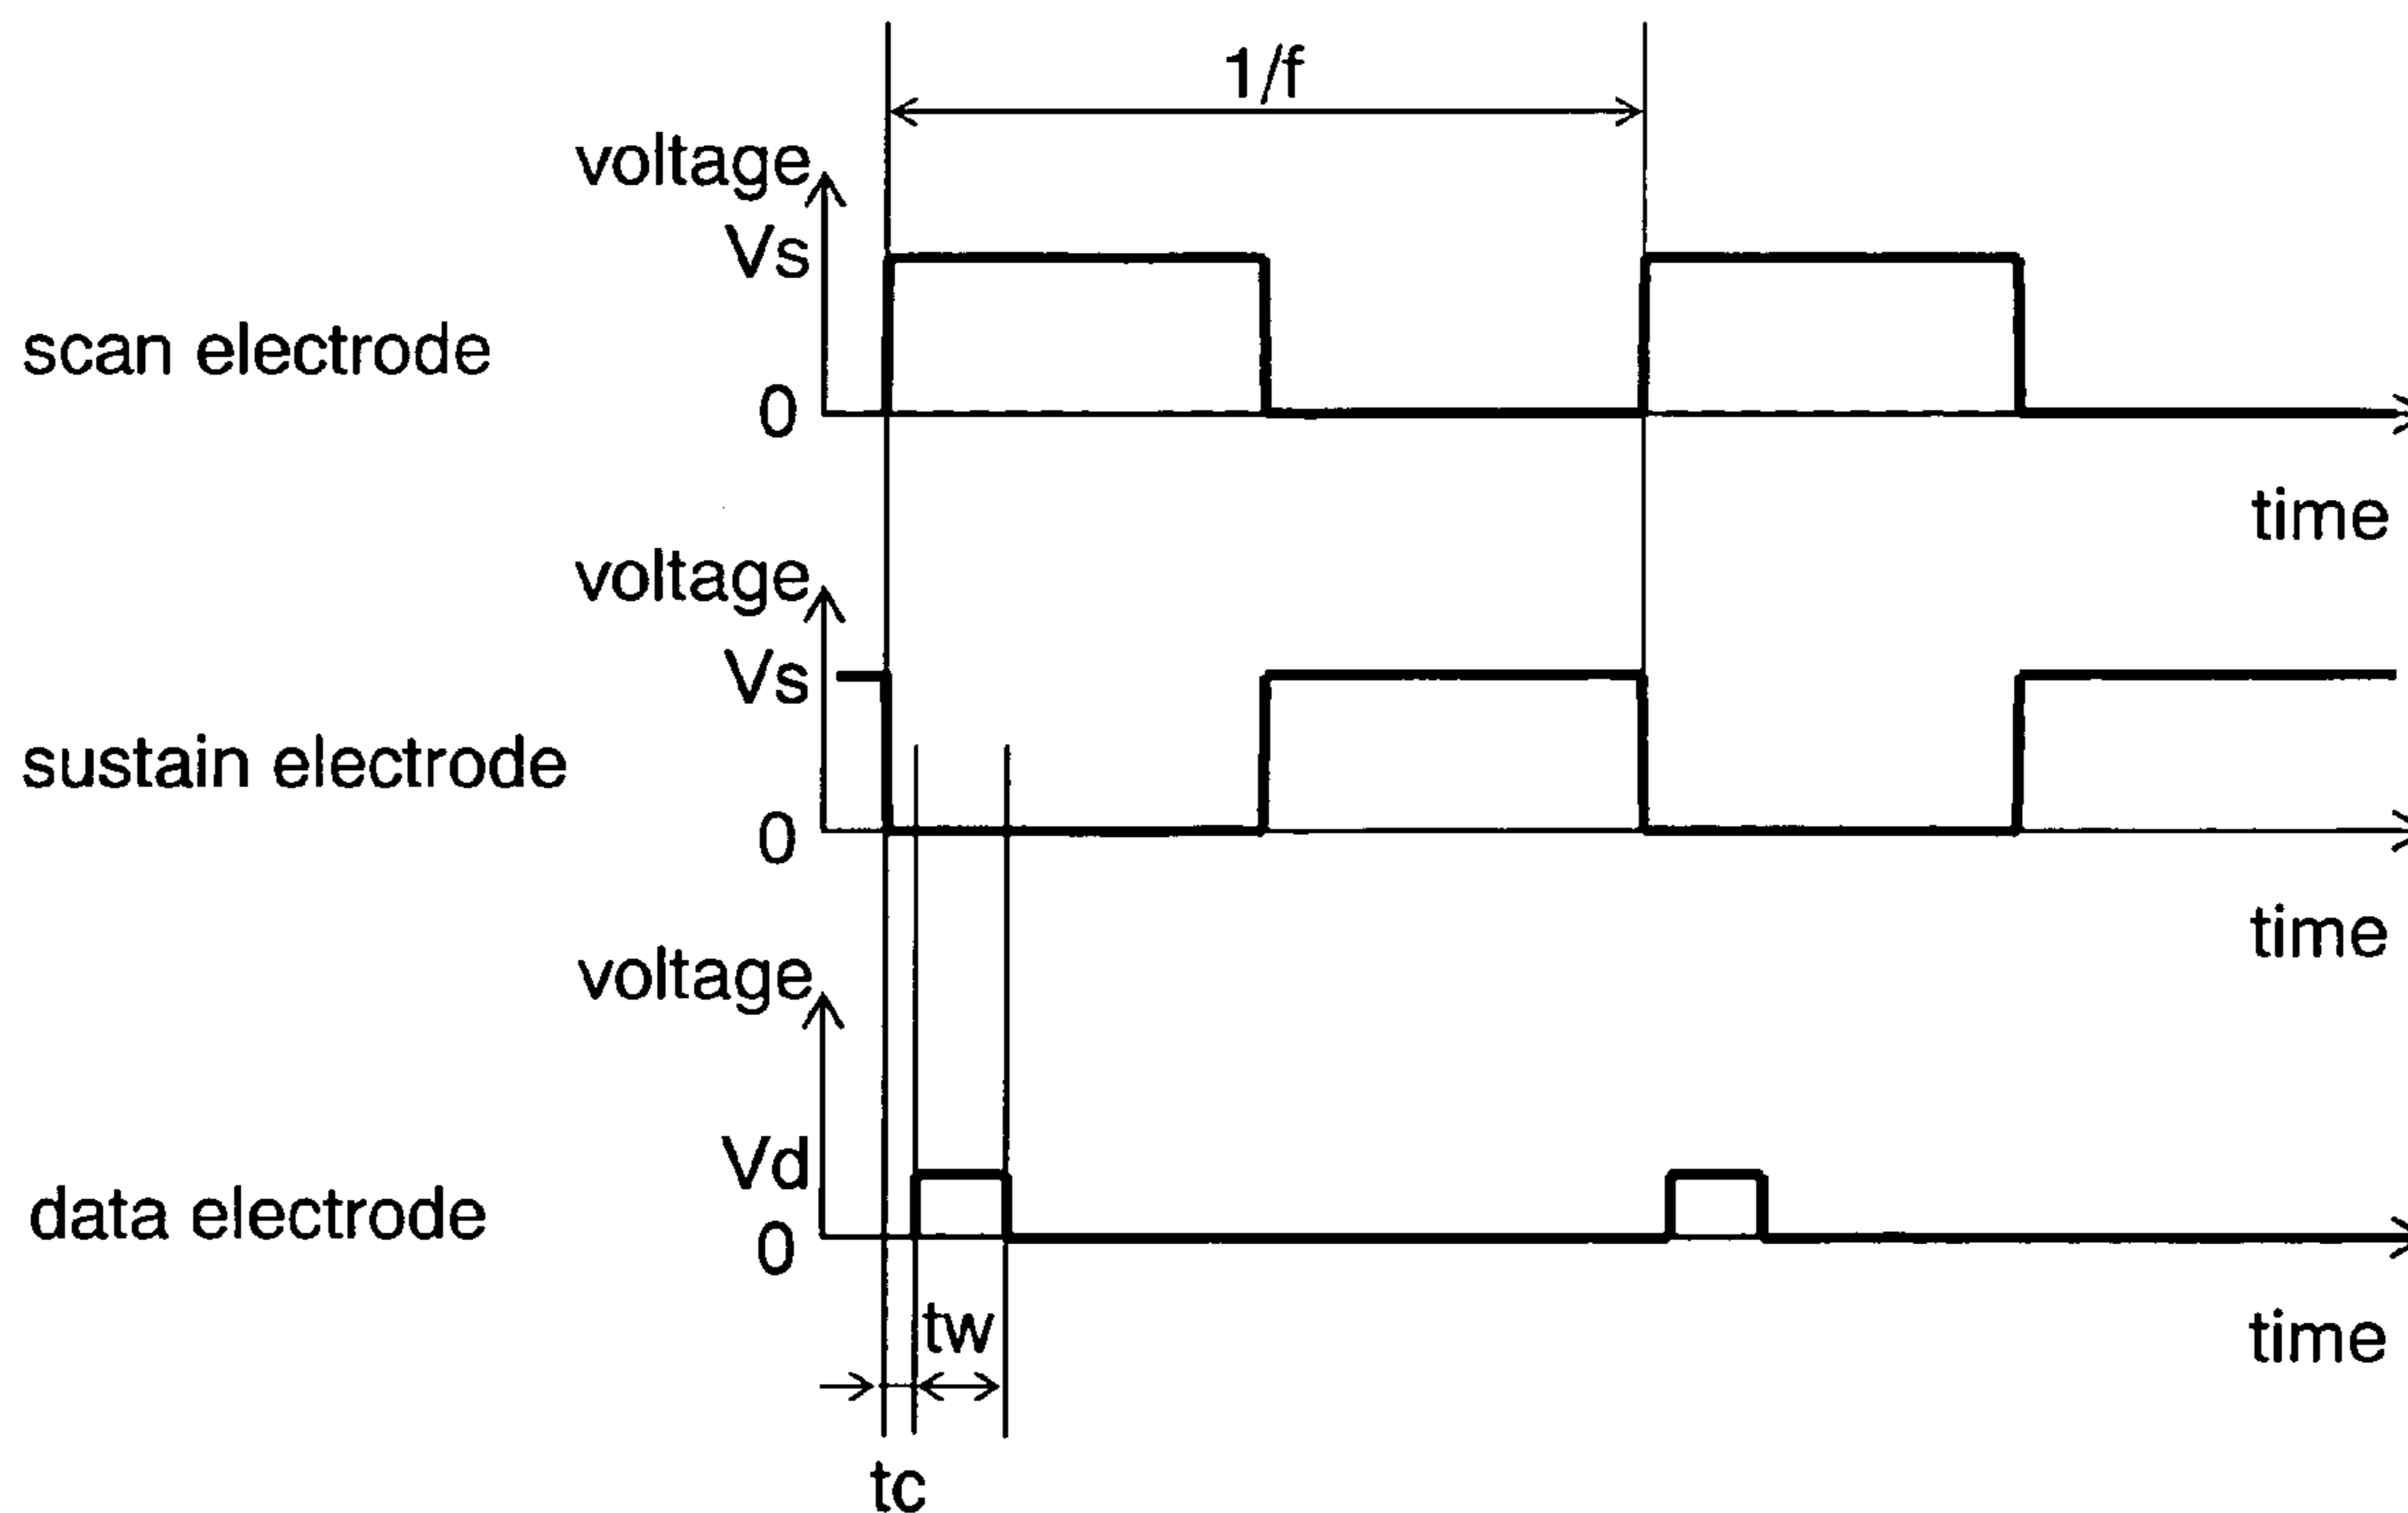 1/f
voltage
Vs
scan electrode
0
time
voltage
Vs
sustain electrode
0
time
voltage
Vd
data electrode
0
tw
time
tc